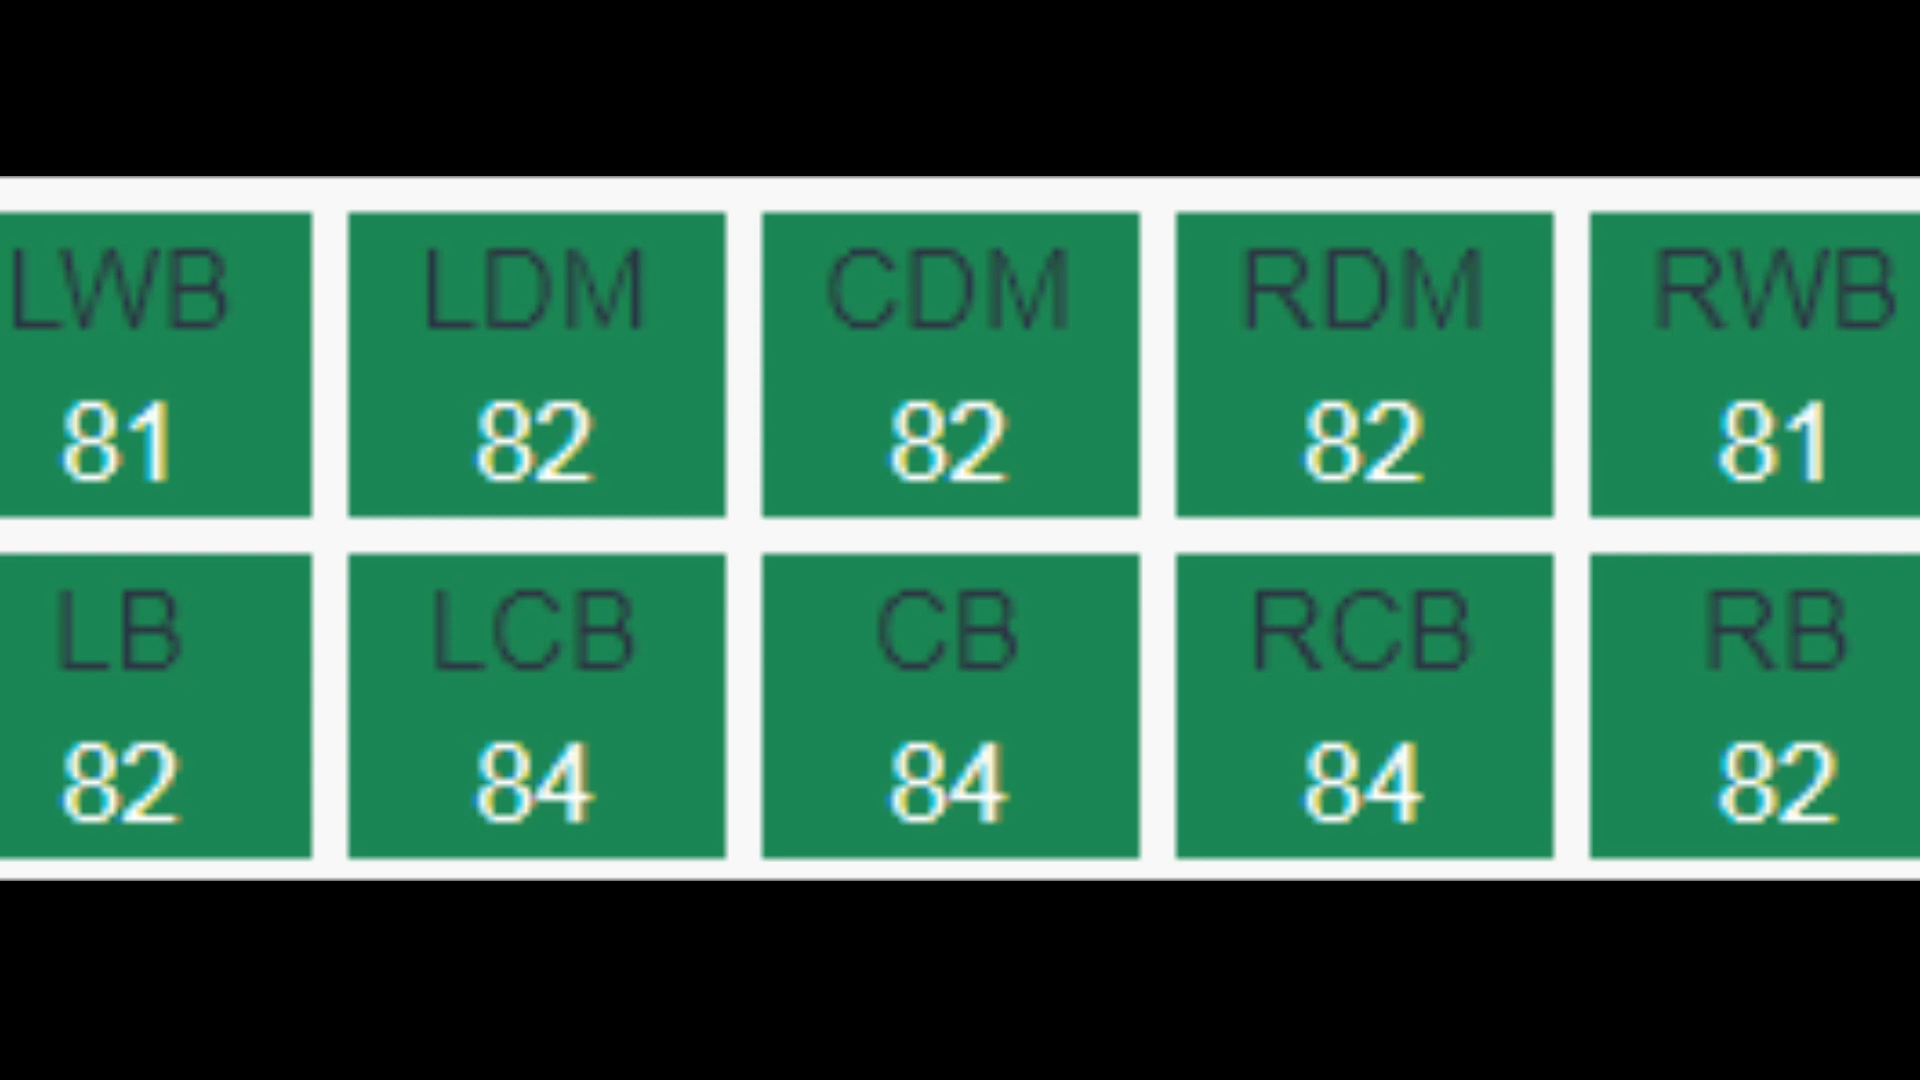 LWB LDM CDM RDM RWB
81 82 82 82 81
LB LCB CB RCB RB
82 84 84 84 82